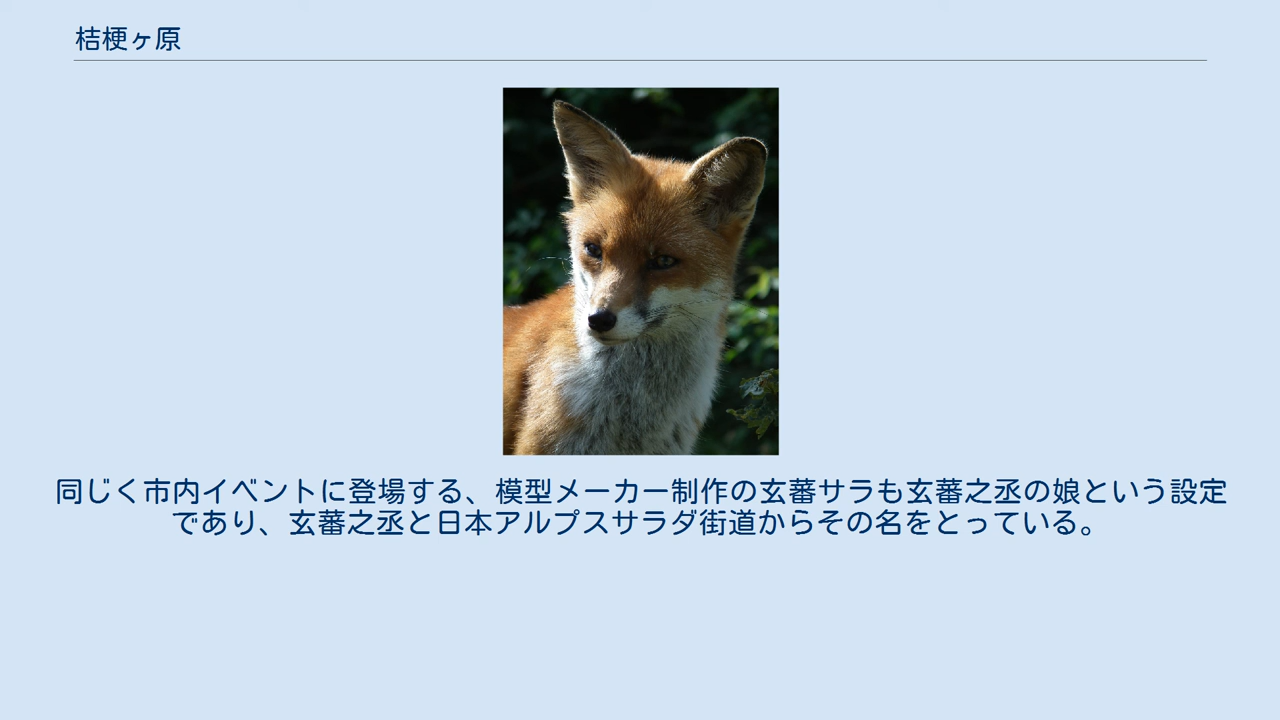 桔梗ヶ原
同じく市内イベントに登場する、模型メーカー制作の玄蕃サラも玄蕃之丞の娘という設定
であり、玄蕃之丞と日本アルプスサラダ街道からその名をとっている。